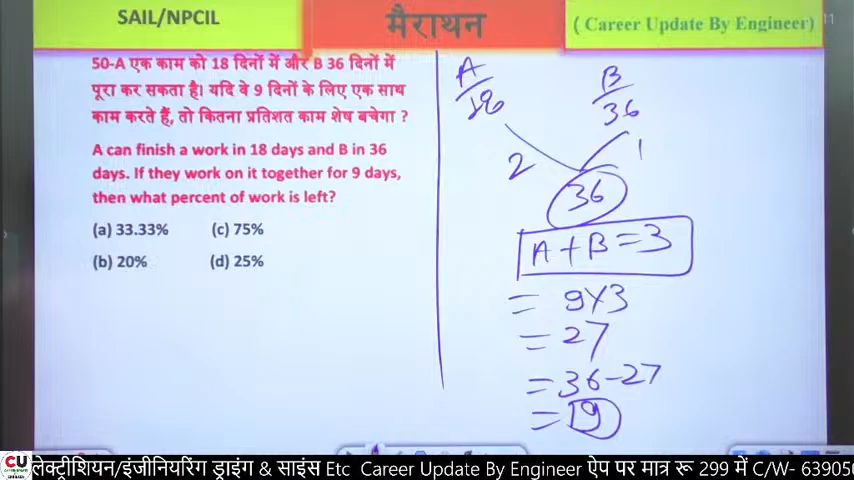 SAIL/NPCIL
मैराथन
( Career Update By Engineer)
50-A एक काम को 18 दिनों में और B 36 दिनों में
पूरा कर सकता है। यदि वे 9 दिनों के लिए एक साथ
काम करते हैं, तो कितना प्रतिशत काम शेष बचेगा ?
A can finish a work in 18 days and B in 36
days. If they work on it together for 9 days,
then what percent of work is left?
(a) 33.33% (c) 75%
(b) 20% (d) 25%
A B
18 36
2 1
36
A+B=3
= 9×3
= 27
= 36-27
= 9
CU
लेक्ट्रीशियन/इंजीनियरिंग ड्राइंग & साइंस Etc Career Update By Engineer ऐप पर मात्र रू 299 में C/W- 639050